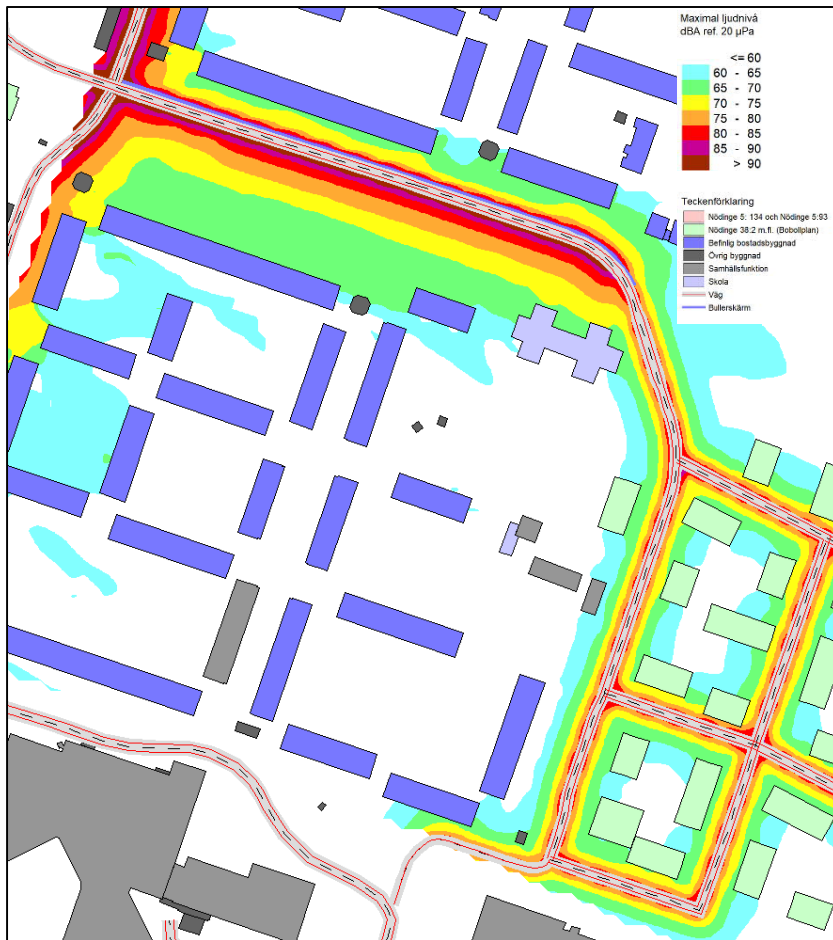 Maximal ljudnivå
dBA ref. 20 µPa
<= 60
60 - 65
65 - 70
70 - 75
75 - 80
80 - 85
85 - 90
> 90
Teckenförklaring
Nödinge 5: 134 och Nödinge 5:93
Nödinge 38:2 m.fl. (Bobollplan)
Befinlig bostadsbyggnad
Övrig byggnad
Samhällsfunktion
Skola
Väg
Bullerskärm